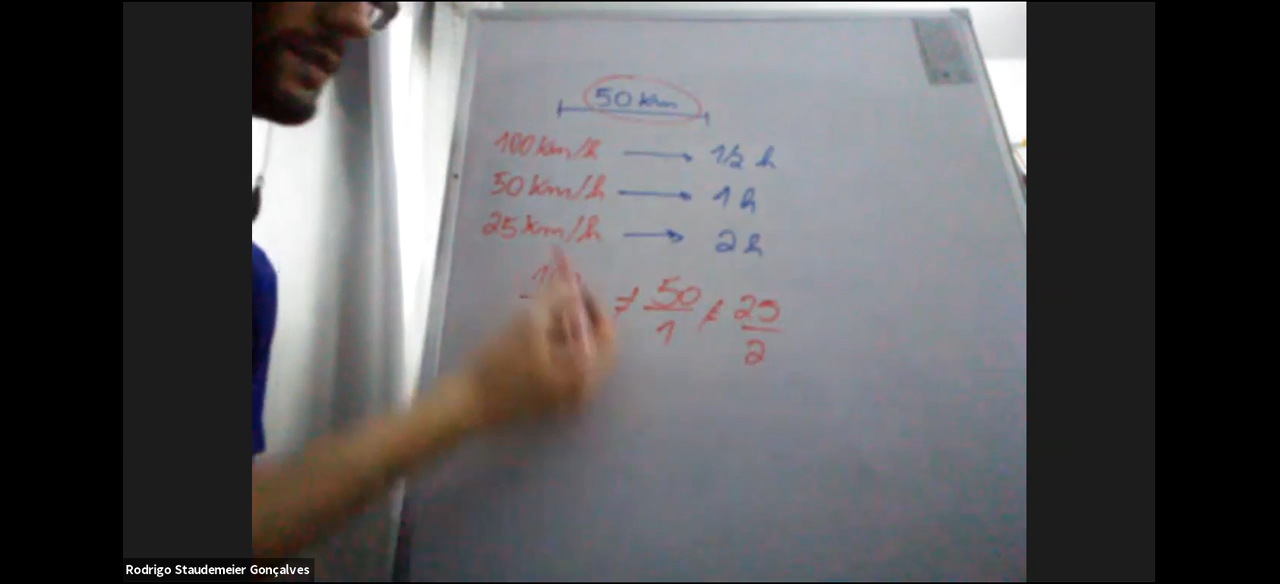 50 km
100 km/h → 1/2 h
50 km/h → 1 h
25 km/h → 2 h
≠ 50/1 ≠ 25/2
Rodrigo Staudemeier Gonçalves